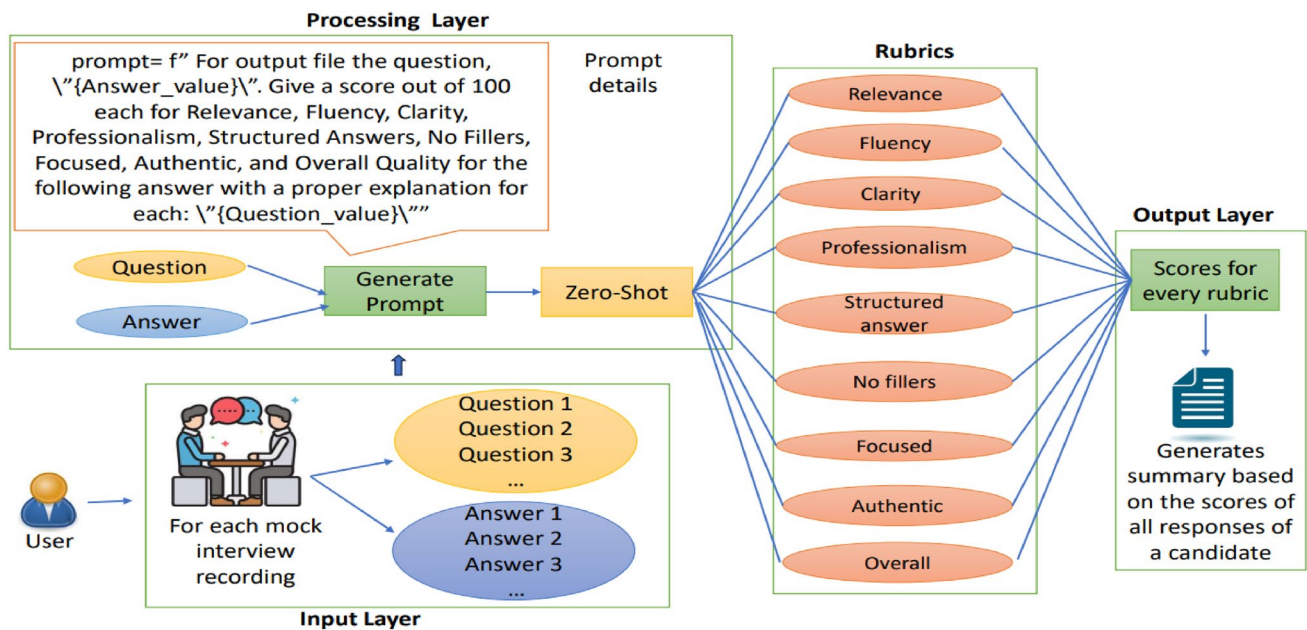 Processing Layer
prompt= f” For output file the question,
\”{Answer_value}\”. Give a score out of 100
each for Relevance, Fluency, Clarity,
Professionalism, Structured Answers, No Fillers,
Focused, Authentic, and Overall Quality for the
following answer with a proper explanation for
each: \”{Question_value}\””
Prompt
details
Question
Answer
Generate
Prompt
Zero-Shot
Rubrics
Relevance
Fluency
Clarity
Professionalism
Structured
answer
No fillers
Focused
Authentic
Overall
Output Layer
Scores for
every rubric
Generates
summary based
on the scores of
all responses of
a candidate
User
For each mock
interview
recording
Question 1
Question 2
Question 3
...
Answer 1
Answer 2
Answer 3
...
Input Layer